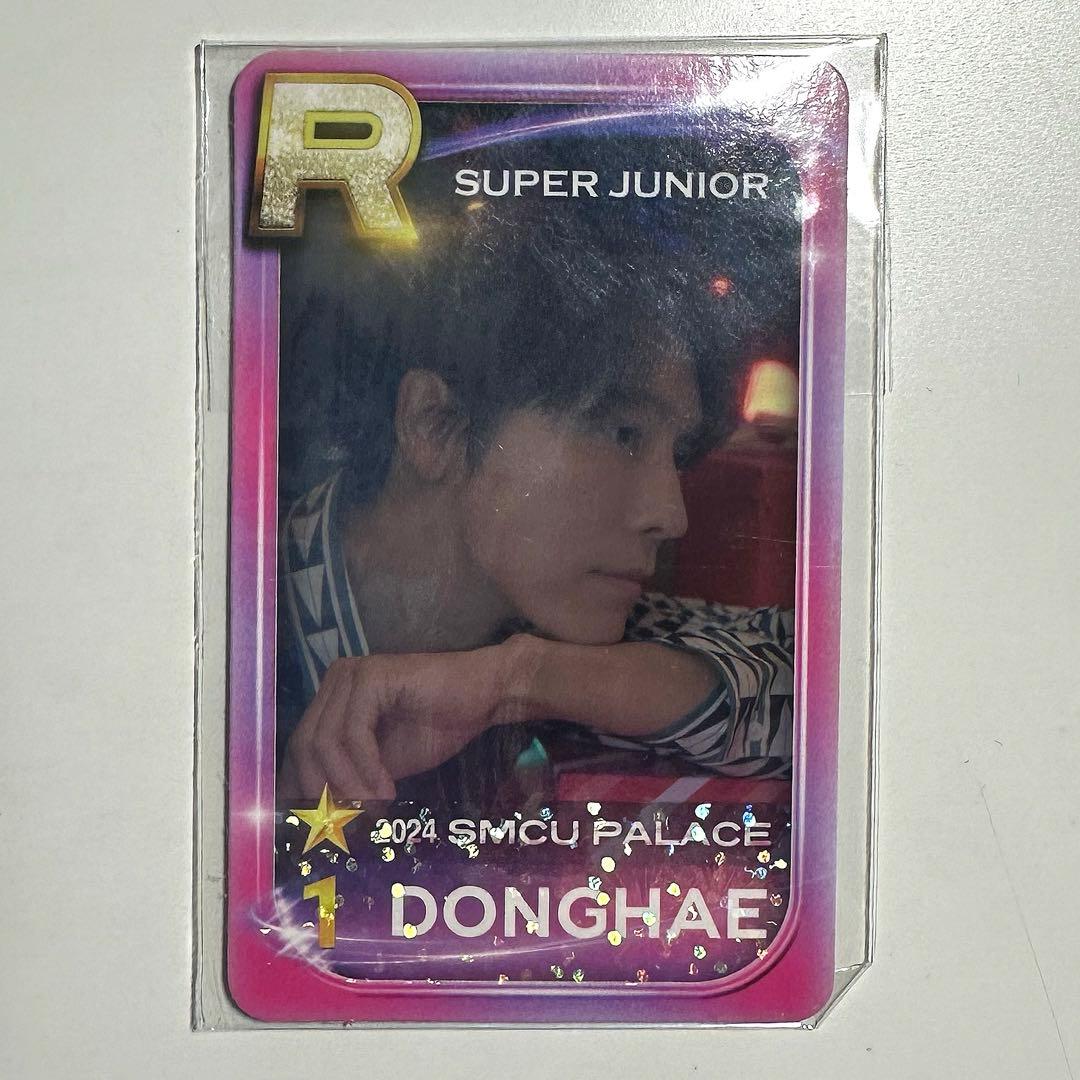 R
SUPER JUNIOR
2024 SMCU PALACE
1 DONGHAE